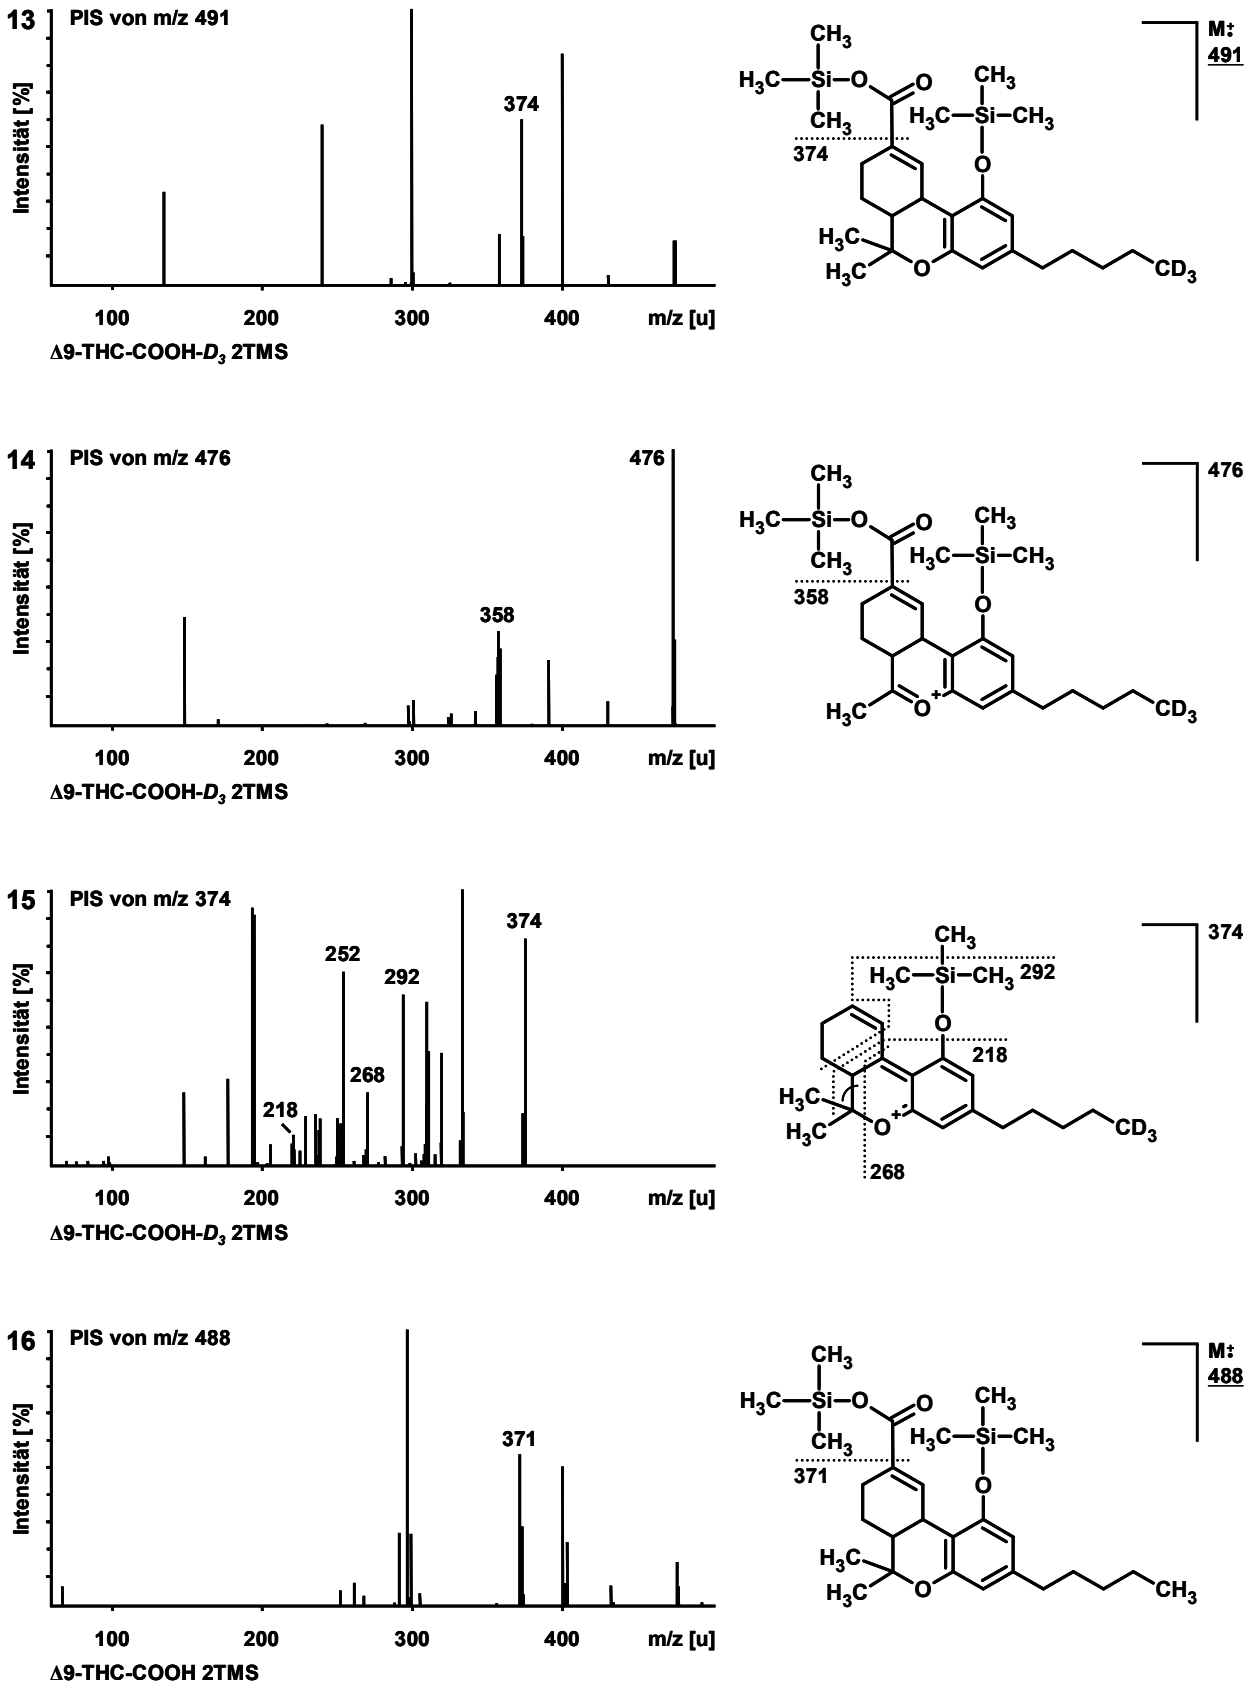 13
PIS von m/z 491
Intensität [%]
374
100 200 300 400 m/z [u]
Δ9-THC-COOH-D3 2TMS
CH3
H3C Si O O
CH3
CH3
H3C Si CH3
O
374
H3C
H3C O
CD3
M+•
491
14
PIS von m/z 476
Intensität [%]
476
358
100 200 300 400 m/z [u]
Δ9-THC-COOH-D3 2TMS
CH3
H3C Si O O
CH3
CH3
H3C Si CH3
O
358
H3C O+
CD3
476
15
PIS von m/z 374
Intensität [%]
374
252
292
268
218
100 200 300 400 m/z [u]
Δ9-THC-COOH-D3 2TMS
CH3
H3C Si CH3 292
O
218
H3C
H3C O+•
CD3
268
374
16
PIS von m/z 488
Intensität [%]
371
100 200 300 400 m/z [u]
Δ9-THC-COOH 2TMS
CH3
H3C Si O O
CH3
CH3
H3C Si CH3
O
371
H3C
H3C O
CH3
M+•
488